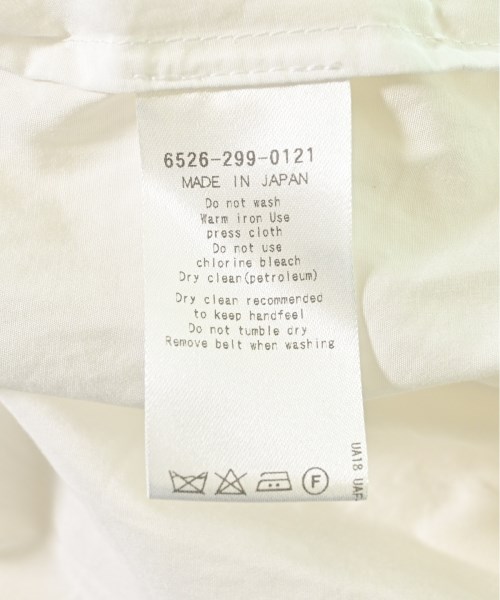 6526-299-0121
MADE IN JAPAN
Do not wash
Warm iron Use
press cloth
Do not use
chlorine bleach
Dry clean(petroleum)
Dry clean recommended
to keep handfeel
Do not tumble dry
Remove belt when washing
F
UA18 UAF